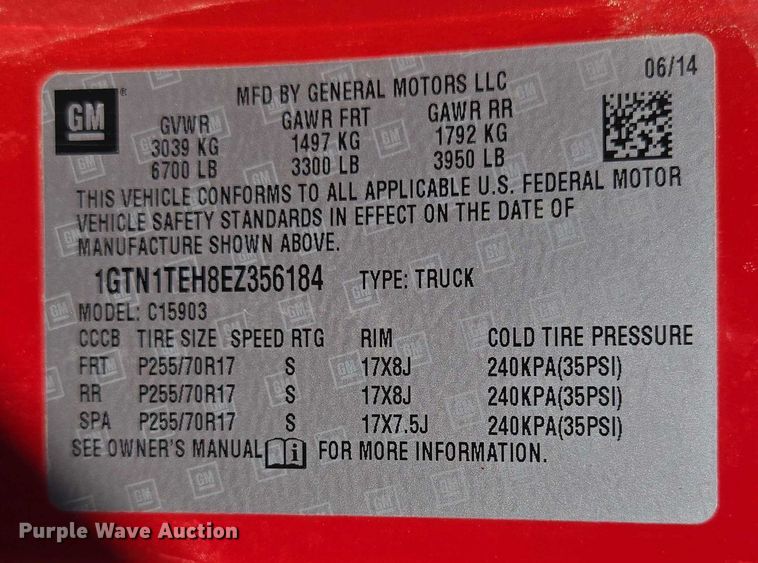 GM ®
MFD BY GENERAL MOTORS LLC
06/14
GVWR GAWR FRT GAWR RR
3039 KG 1497 KG 1792 KG
6700 LB 3300 LB 3950 LB
THIS VEHICLE CONFORMS TO ALL APPLICABLE U.S. FEDERAL MOTOR
VEHICLE SAFETY STANDARDS IN EFFECT ON THE DATE OF
MANUFACTURE SHOWN ABOVE.
1GTN1TEH8EZ356184 TYPE: TRUCK
MODEL: C15903
CCCB TIRE SIZE SPEED RTG RIM COLD TIRE PRESSURE
FRT P255/70R17 S 17X8J 240KPA(35PSI)
RR P255/70R17 S 17X8J 240KPA(35PSI)
SPA P255/70R17 S 17X7.5J 240KPA(35PSI)
SEE OWNER'S MANUAL FOR MORE INFORMATION.
Purple Wave Auction